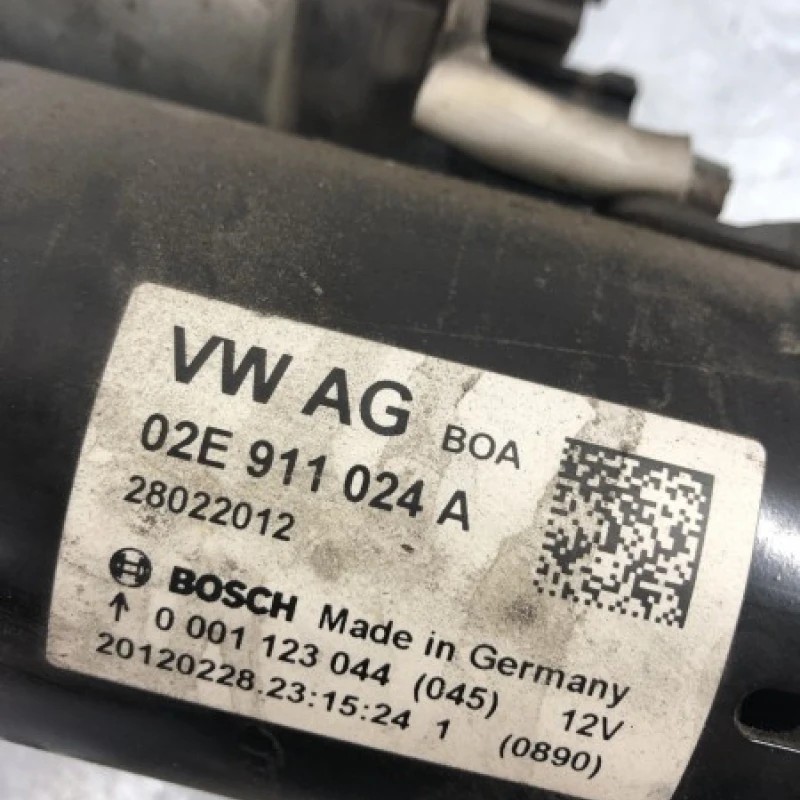 VW AG BOA
02E 911 024 A
28022012
BOSCH Made in Germany
↑ 0 001 123 044 (045) 12V
20120228.23:15:24 1 (0890)